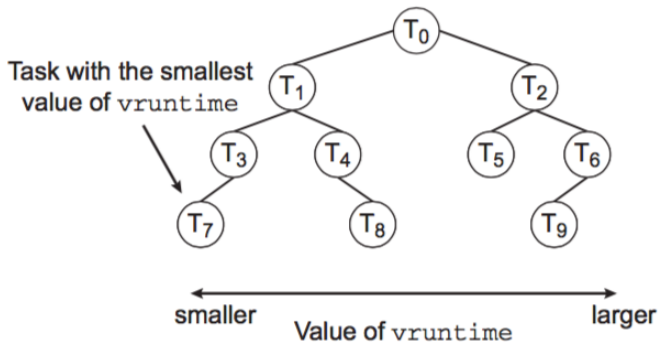 T₀
Task with the smallest
value of vruntime
T₁
T₂
T₃
T₄
T₅
T₆
T₇
T₈
T₉
smaller
larger
Value of vruntime